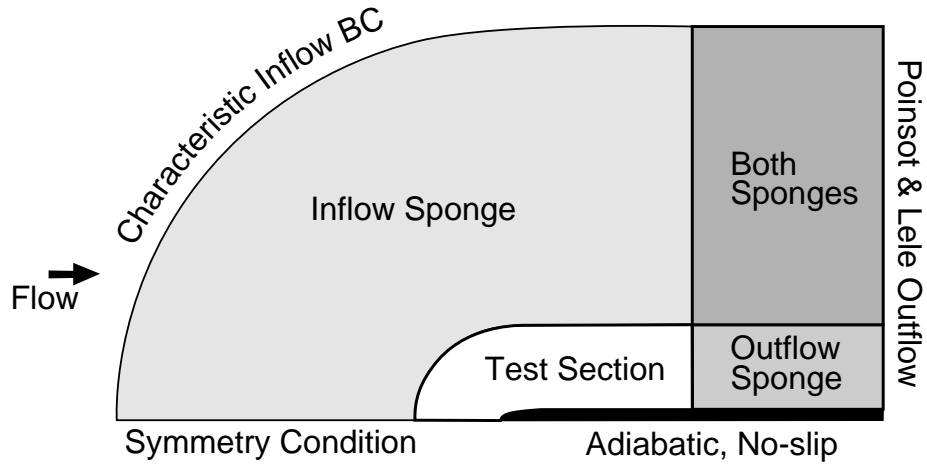 Characteristic Inflow BC
Inflow Sponge
Both
Sponges
Poinsot & Lele Outflow
Flow
Test Section
Outflow
Sponge
Symmetry Condition
Adiabatic, No-slip